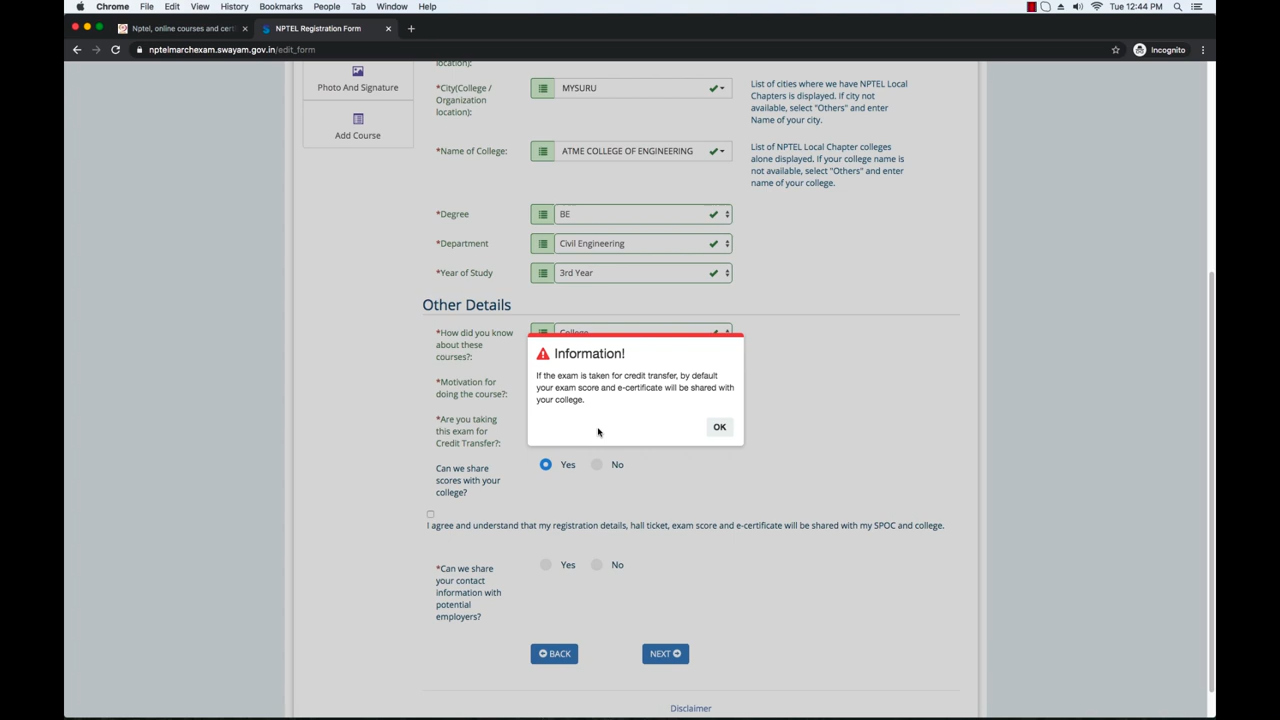 Chrome File Edit View History Bookmarks People Tab Window Help
Tue 12:44 PM
Nptel, online courses and cert
NPTEL Registration Form
nptelmarchexam.swayam.gov.in/edit_form
Incognito
location):
Photo And Signature
Add Course
*City(College /
Organization
location):
MYSURU
List of cities where we have NPTEL Local
Chapters is displayed. If city not
available, select "Others" and enter
Name of your city.
*Name of College:
ATME COLLEGE OF ENGINEERING
List of NPTEL Local Chapter colleges
alone displayed. If your college name is
not available, select "Others" and enter
name of your college.
*Degree
BE
*Department
Civil Engineering
*Year of Study
3rd Year
Other Details
*How did you know
about these
courses?:
College
*Motivation for
doing the course?:
*Are you taking
this exam for
Credit Transfer?:
Information!
If the exam is taken for credit transfer, by default
your exam score and e-certificate will be shared with
your college.
OK
Can we share
scores with your
college?
Yes No
I agree and understand that my registration details, hall ticket, exam score and e-certificate will be shared with my SPOC and college.
*Can we share
your contact
information with
potential
employers?
Yes No
BACK
NEXT
Disclaimer